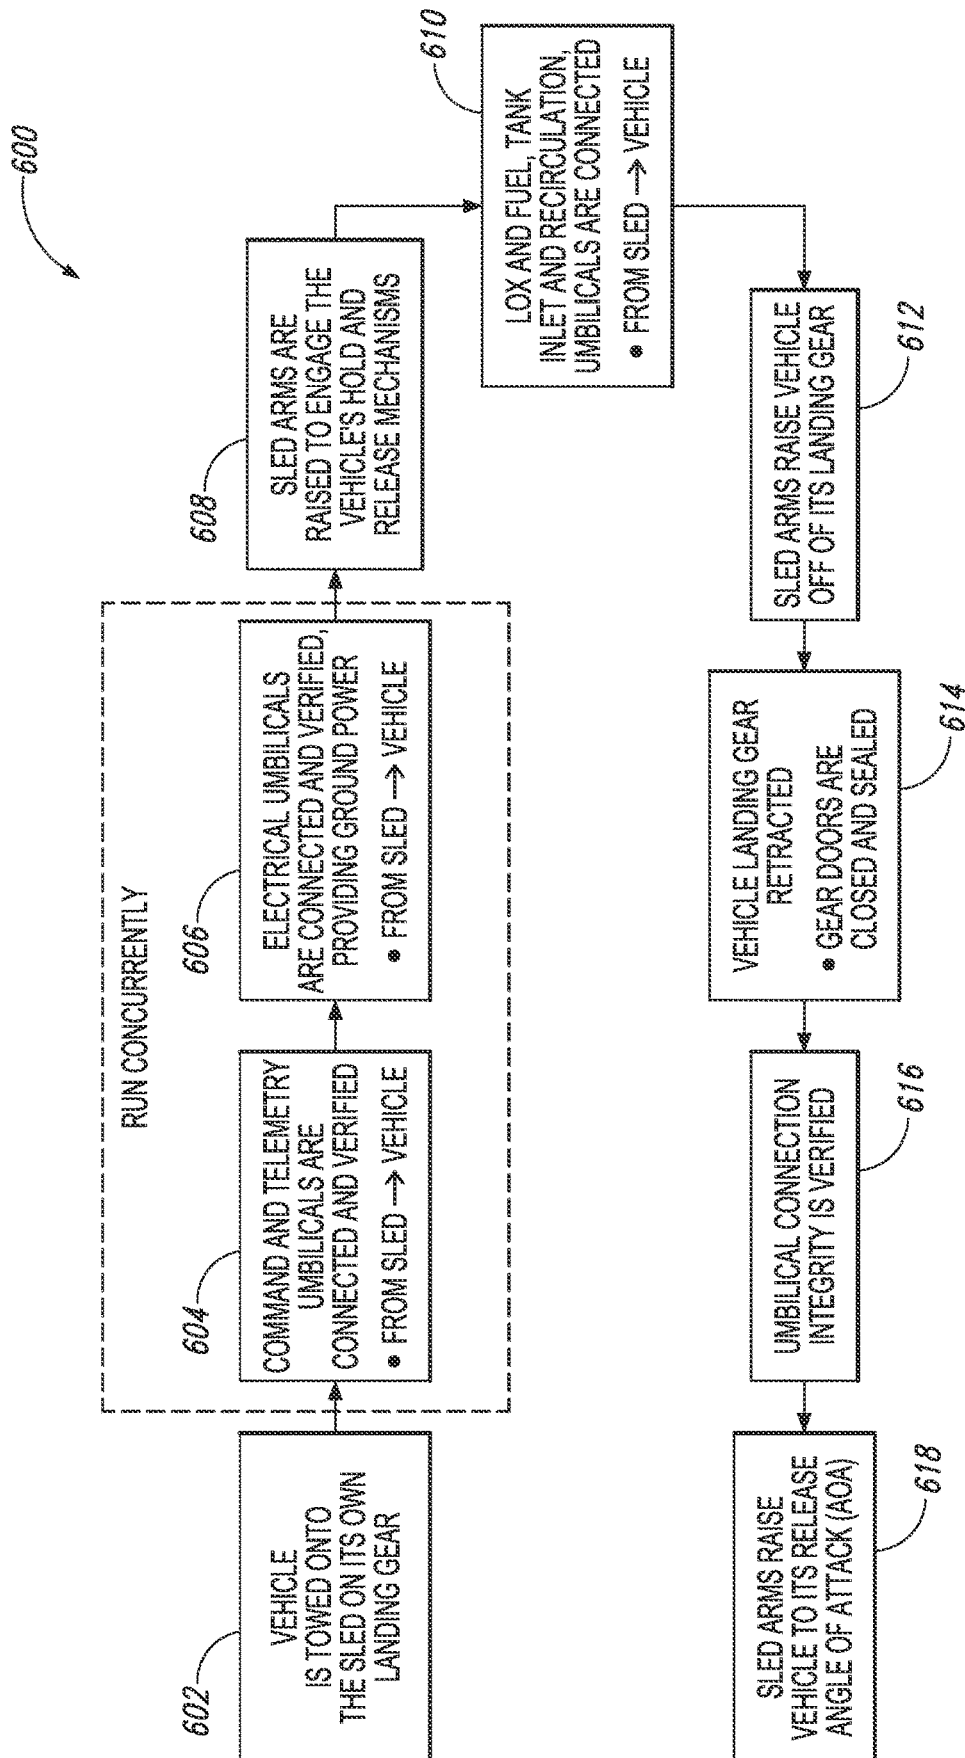 600
602
VEHICLE
IS TOWED ONTO
THE SLED ON ITS OWN
LANDING GEAR
RUN CONCURRENTLY
604
COMMAND AND TELEMETRY
UMBILICALS ARE
CONNECTED AND VERIFIED
• FROM SLED → VEHICLE
606
ELECTRICAL UMBILICALS
ARE CONNECTED AND VERIFIED,
PROVIDING GROUND POWER
• FROM SLED → VEHICLE
608
SLED ARMS ARE
RAISED TO ENGAGE THE
VEHICLE'S HOLD AND
RELEASE MECHANISMS
610
LOX AND FUEL, TANK
INLET AND RECIRCULATION,
UMBILICALS ARE CONNECTED
• FROM SLED → VEHICLE
SLED ARMS RAISE VEHICLE
OFF OF ITS LANDING GEAR
612
VEHICLE LANDING GEAR
RETRACTED
• GEAR DOORS ARE
CLOSED AND SEALED
614
UMBILICAL CONNECTION
INTEGRITY IS VERIFIED
616
SLED ARMS RAISE
VEHICLE TO ITS RELEASE
ANGLE OF ATTACK (AOA)
618